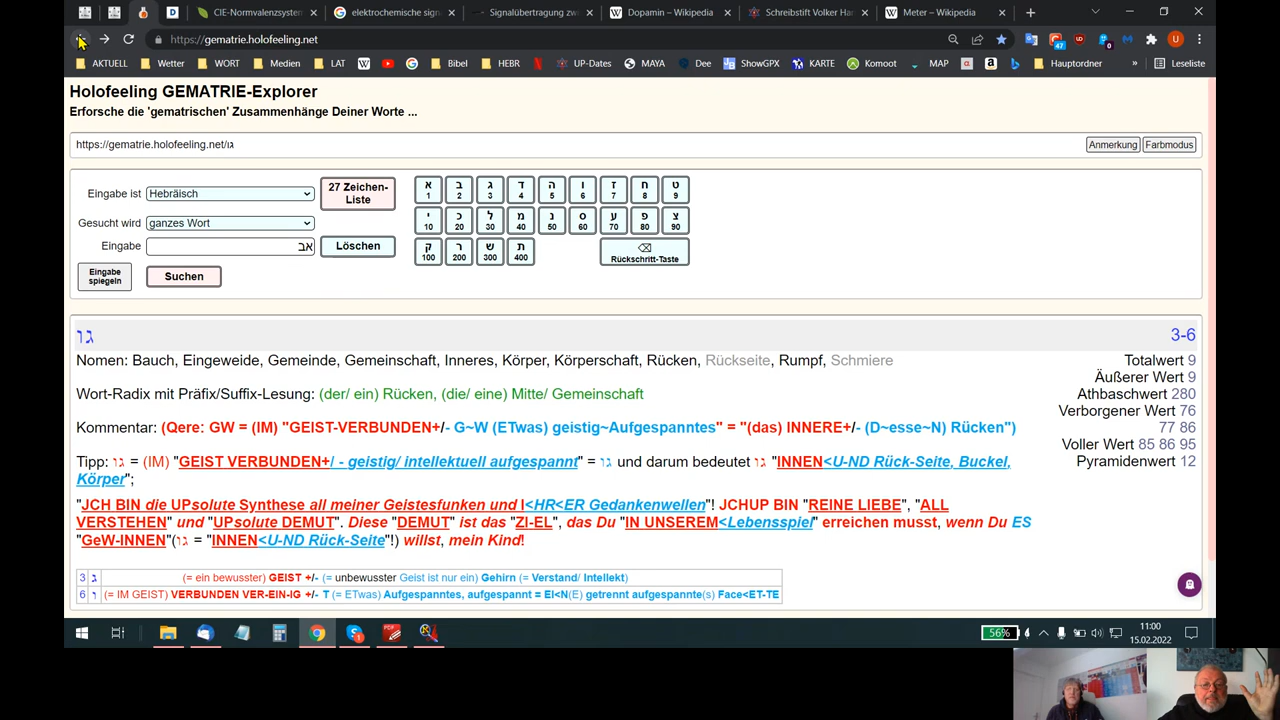 CIE-Normvalenzsystem
elektrochemische sign
Signalübertragung zw
Dopamin – Wikipedia
Schreibstift Volker Ha
Meter – Wikipedia
https://gematrie.holofeeling.net
AKTUELL Wetter WORT Medien LAT Bibel HEBR UP-Dates MAYA Dee ShowGPX KARTE Komoot MAP Hauptordner » Leseliste
Holofeeling GEMATRIE-Explorer
Erforsche die 'gematrischen' Zusammenhänge Deiner Worte ...
https://gematrie.holofeeling.net/גו Anmerkung Farbmodus
Eingabe ist Hebräisch 27 Zeichen-Liste
Gesucht wird ganzes Wort
Eingabe אב Löschen
Eingabe spiegeln Suchen
א ב ג ד ה ו ז ח ט
1 2 3 4 5 6 7 8 9
י כ ל מ נ ס ע פ צ
10 20 30 40 50 60 70 80 90
ק ר ש ת
100 200 300 400 Rückschritt-Taste
גו 3-6
Nomen: Bauch, Eingeweide, Gemeinde, Gemeinschaft, Inneres, Körper, Körperschaft, Rücken, Rückseite, Rumpf, Schmiere
Totalwert 9
Äußerer Wert 9
Athbaschwert 280
Verborgener Wert 76
77 86
Voller Wert 85 86 95
Pyramidenwert 12
Wort-Radix mit Präfix/Suffix-Lesung: (der/ ein) Rücken, (die/ eine) Mitte/ Gemeinschaft
Kommentar: (Qere: GW = (IM) "GEIST-VERBUNDEN+/- G~W (ETwas) geistig~Aufgespanntes" = "(das) INNERE+/- (D~esse~N) Rücken")
Tipp: גו = (IM) "GEIST VERBUNDEN+/ - geistig/ intellektuell aufgespannt" = גו und darum bedeutet גו "INNEN<U-ND Rück-Seite, Buckel,
Körper";
"JCH BIN die UPsolute Synthese all meiner Geistesfunken und I<HR<ER Gedankenwellen"! JCHUP BIN "REINE LIEBE", "ALL
VERSTEHEN" und "UPsolute DEMUT". Diese "DEMUT" ist das "ZI-EL", das Du "IN UNSEREM<Lebensspiel" erreichen musst, wenn Du ES
"GeW-INNEN"(גו = "INNEN<U-ND Rück-Seite"!) willst, mein Kind!
3 ג (= ein bewusster) GEIST +/- (= unbewusster Geist ist nur ein) Gehirn (= Verstand/ Intellekt)
6 ו (= IM GEIST) VERBUNDEN VER-EIN-IG +/- T (= ETwas) Aufgespanntes, aufgespannt = EI<N(E) getrennt aufgespannte(s) Face<ET-TE
56% 11:00
15.02.2022